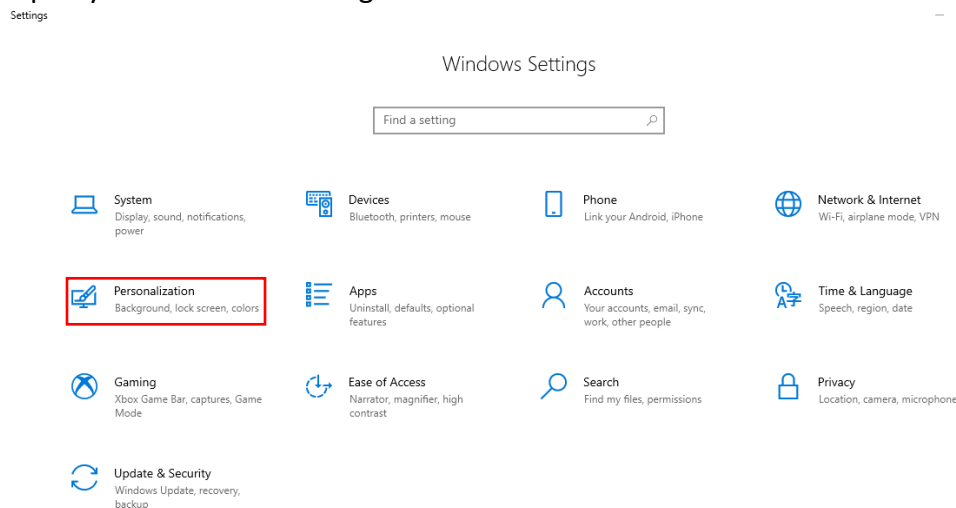 Settings
Windows Settings
Find a setting
System
Display, sound, notifications,
power
Devices
Bluetooth, printers, mouse
Phone
Link your Android, iPhone
Network & Internet
Wi-Fi, airplane mode, VPN
Personalization
Background, lock screen, colors
Apps
Uninstall, defaults, optional
features
Accounts
Your accounts, email, sync,
work, other people
Time & Language
Speech, region, date
Gaming
Xbox Game Bar, captures, Game
Mode
Ease of Access
Narrator, magnifier, high
contrast
Search
Find my files, permissions
Privacy
Location, camera, microphone
Update & Security
Windows Update, recovery,
backup